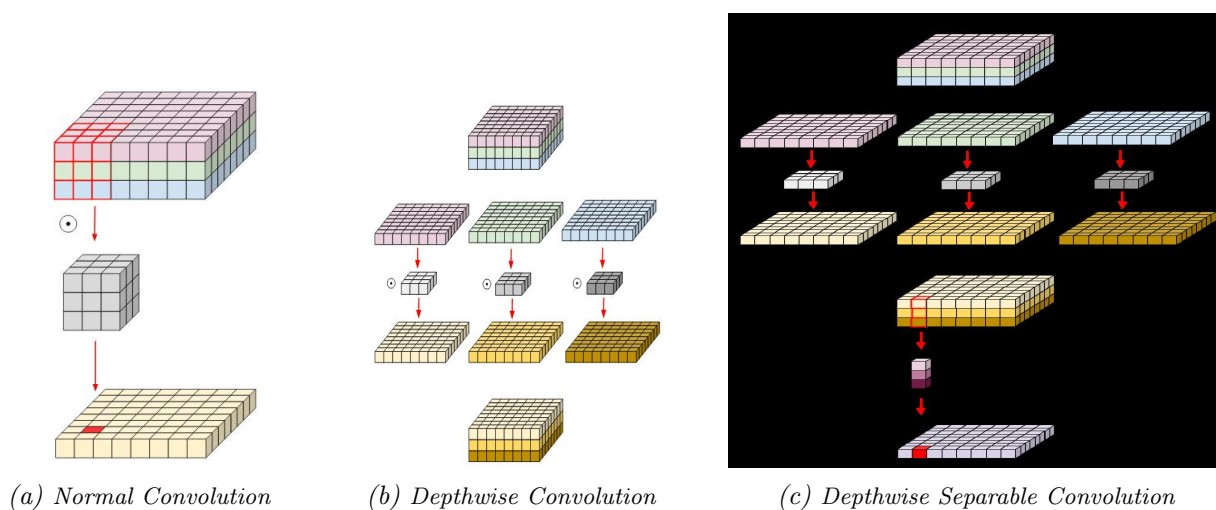 (a) Normal Convolution
(b) Depthwise Convolution
(c) Depthwise Separable Convolution